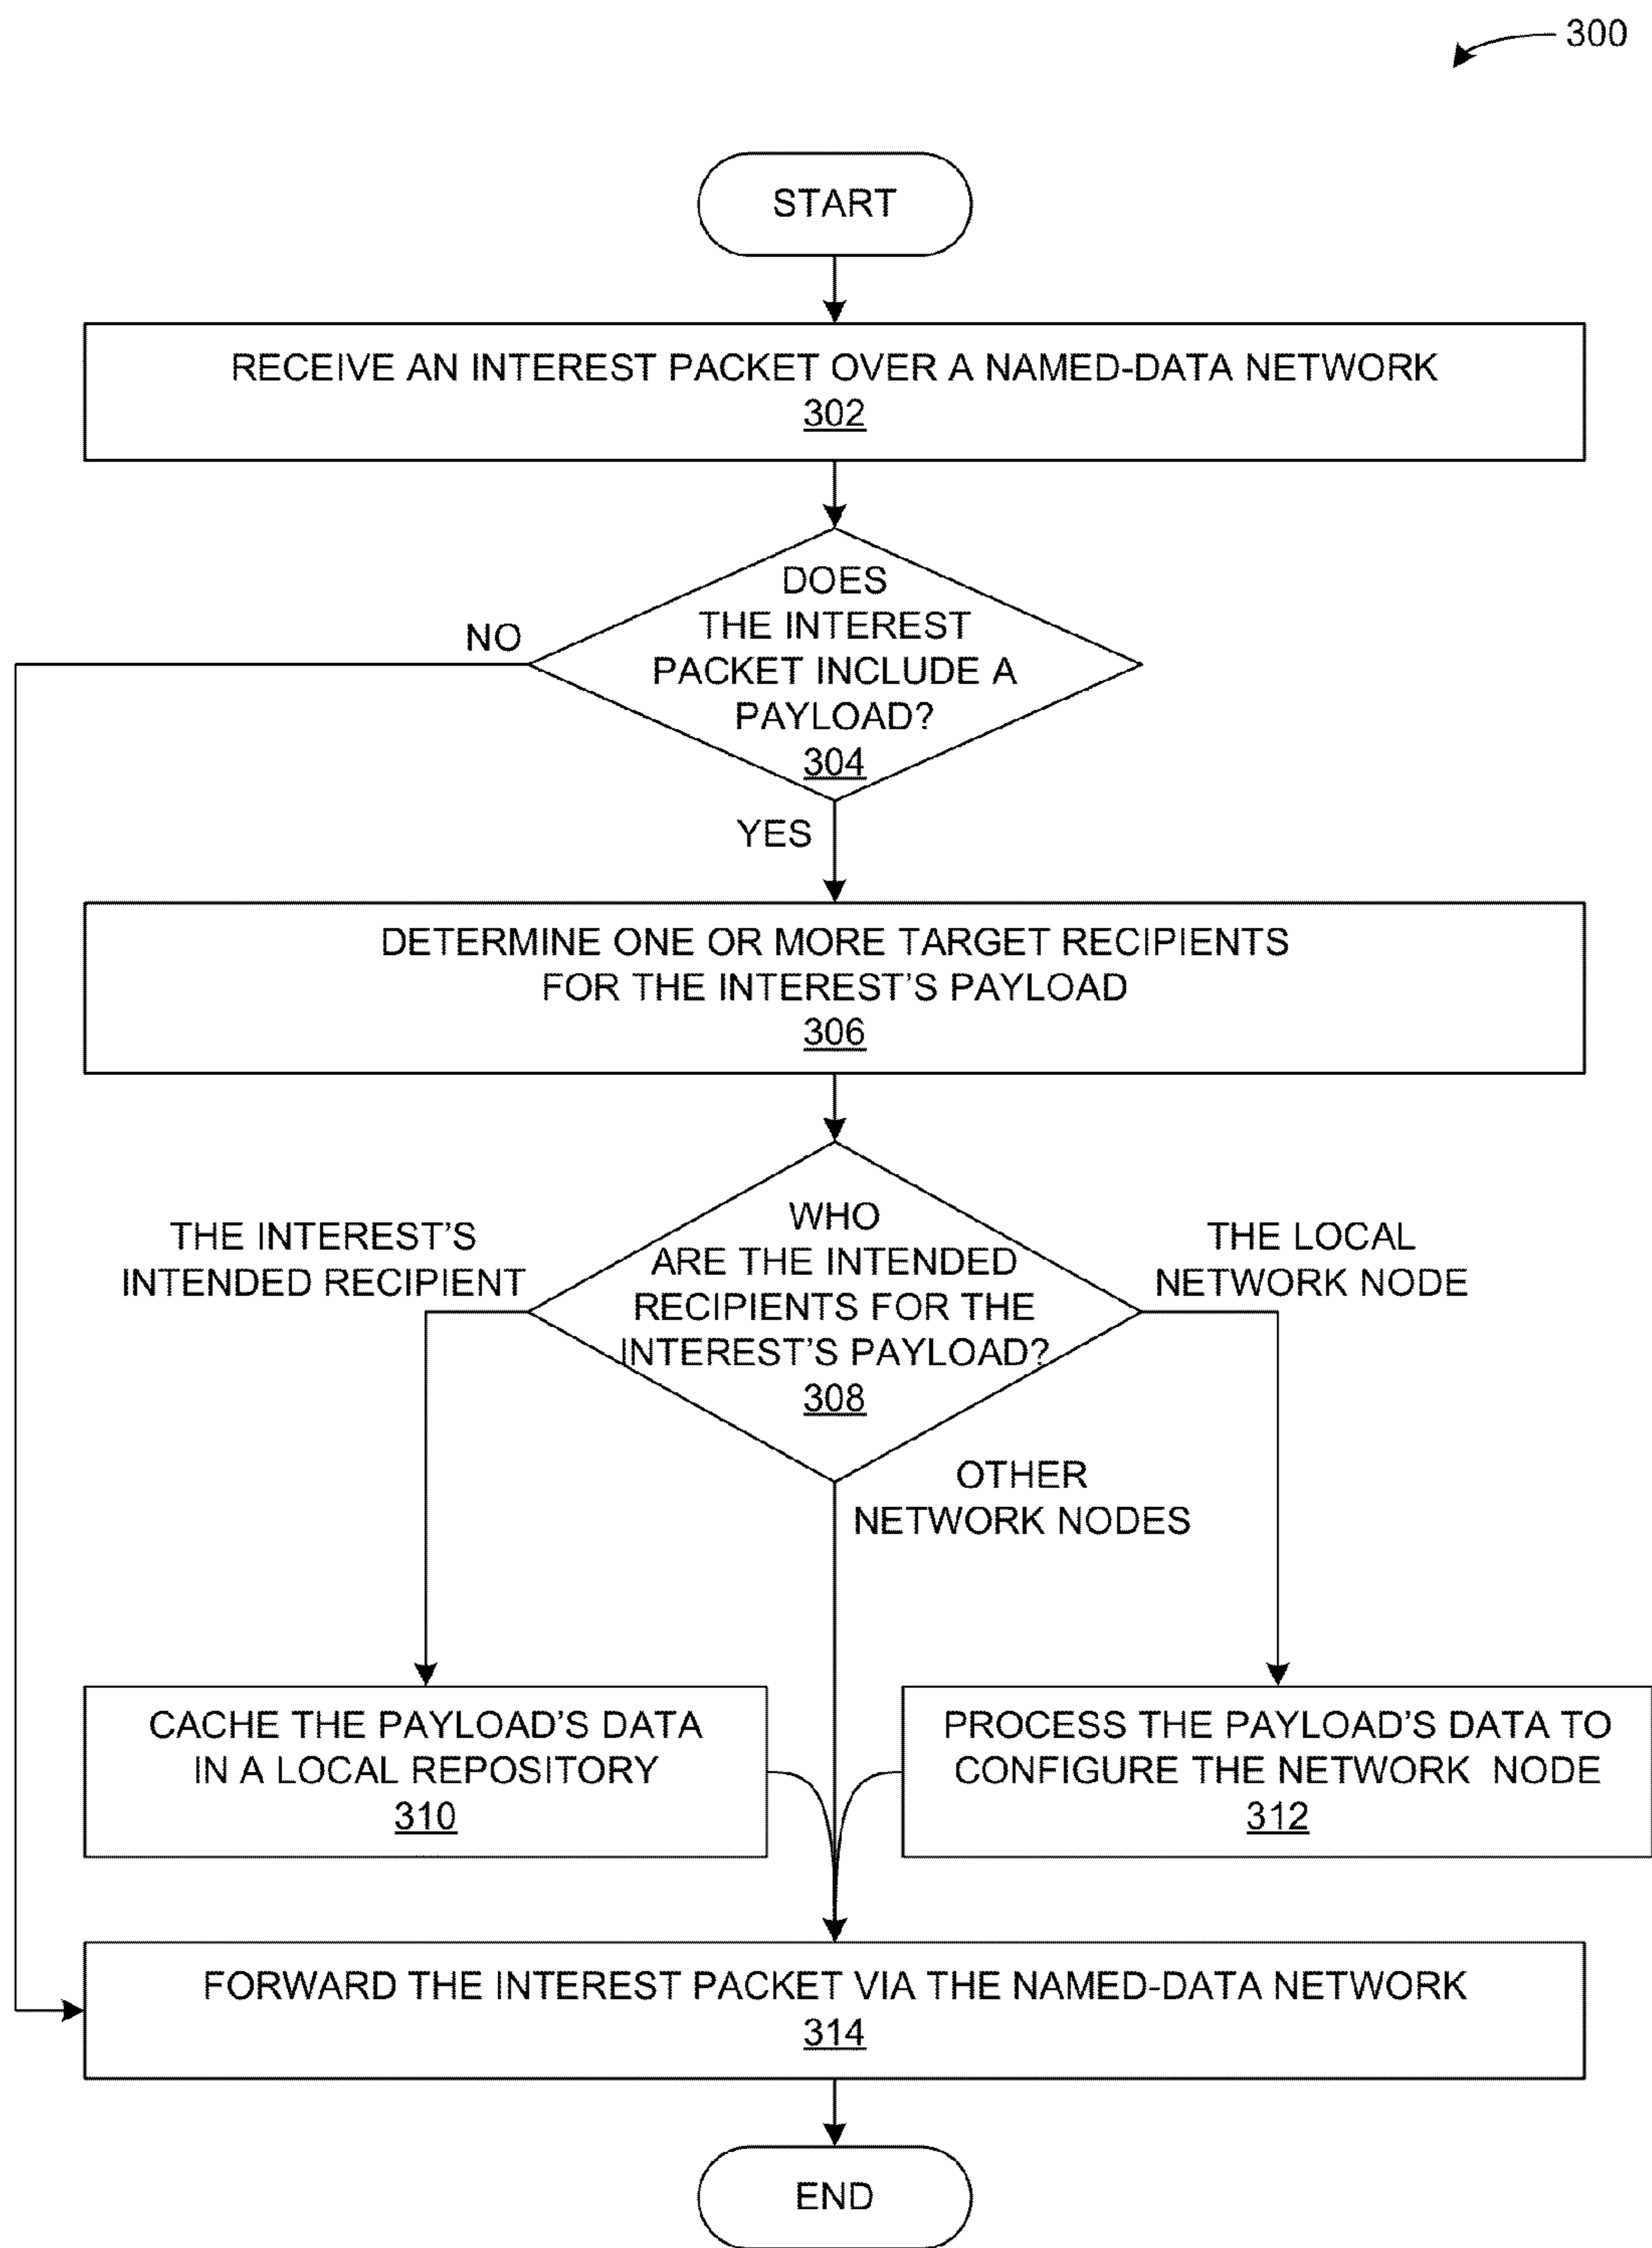 300
START
RECEIVE AN INTEREST PACKET OVER A NAMED-DATA NETWORK
302
DOES
THE INTEREST
PACKET INCLUDE A
PAYLOAD?
304
NO
YES
DETERMINE ONE OR MORE TARGET RECIPIENTS
FOR THE INTEREST'S PAYLOAD
306
WHO
ARE THE INTENDED
RECIPIENTS FOR THE
INTEREST'S PAYLOAD?
308
THE INTEREST'S
INTENDED RECIPIENT
THE LOCAL
NETWORK NODE
OTHER
NETWORK NODES
CACHE THE PAYLOAD'S DATA
IN A LOCAL REPOSITORY
310
PROCESS THE PAYLOAD'S DATA TO
CONFIGURE THE NETWORK NODE
312
FORWARD THE INTEREST PACKET VIA THE NAMED-DATA NETWORK
314
END